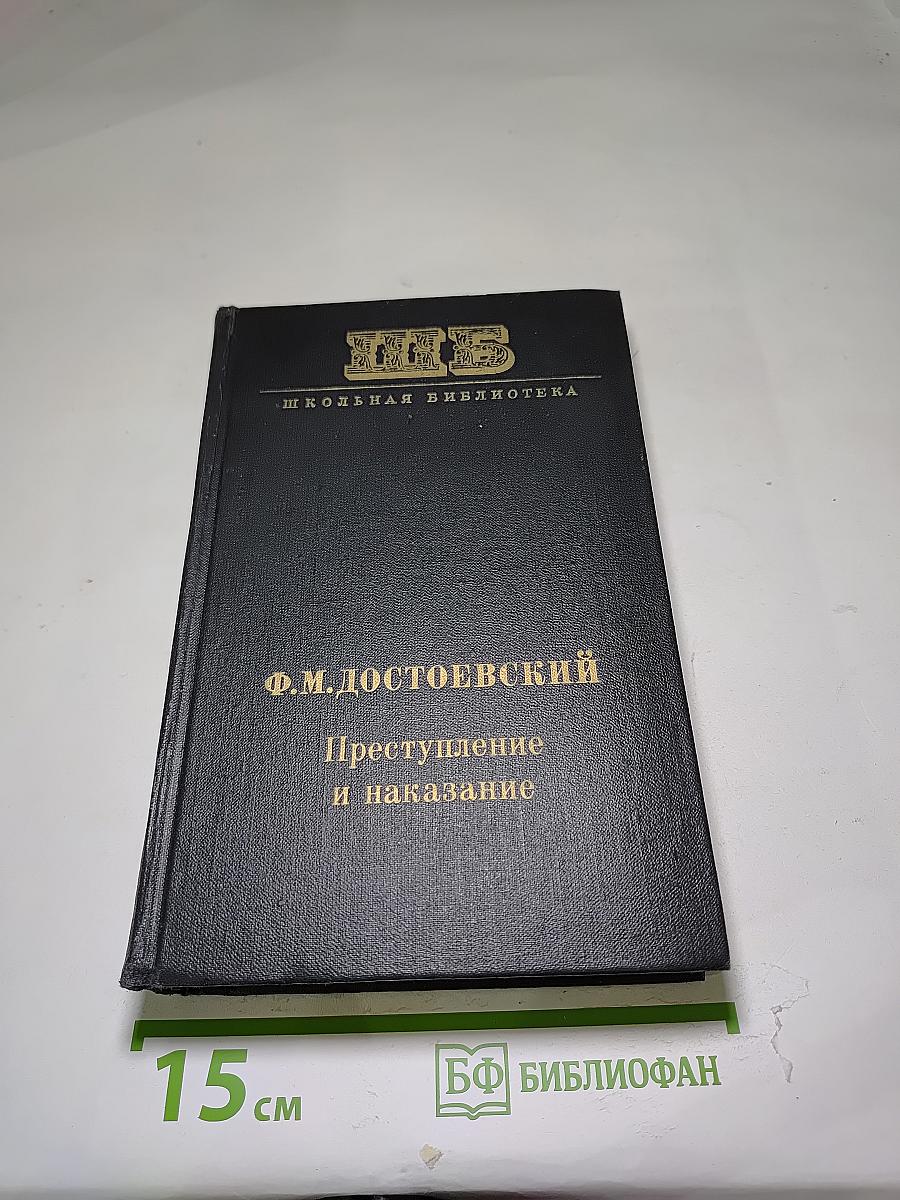 ШБ
ШКОЛЬНАЯ БИБЛИОТЕКА
Ф.М.ДОСТОЕВСКИЙ
Преступление
и наказание
15 см
БФ БИБЛИОФАН